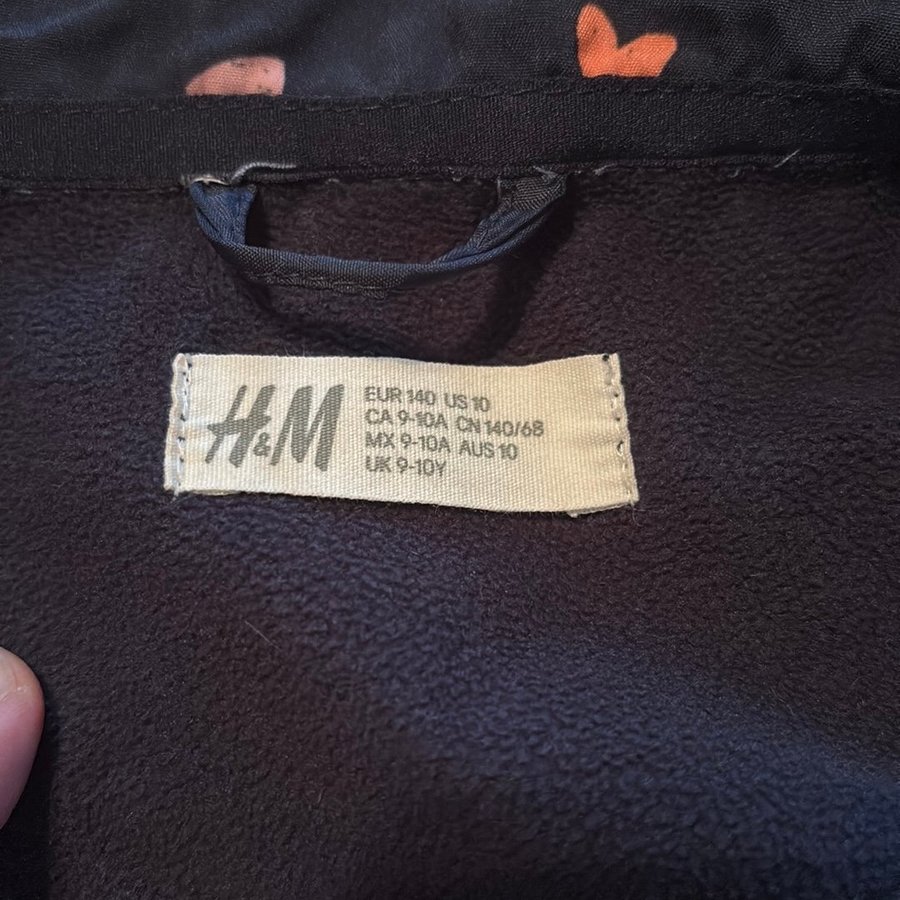 H&M
EUR 140 US 10
CA 9-10A CN 140/68
MX 9-10A AUS 10
UK 9-10Y